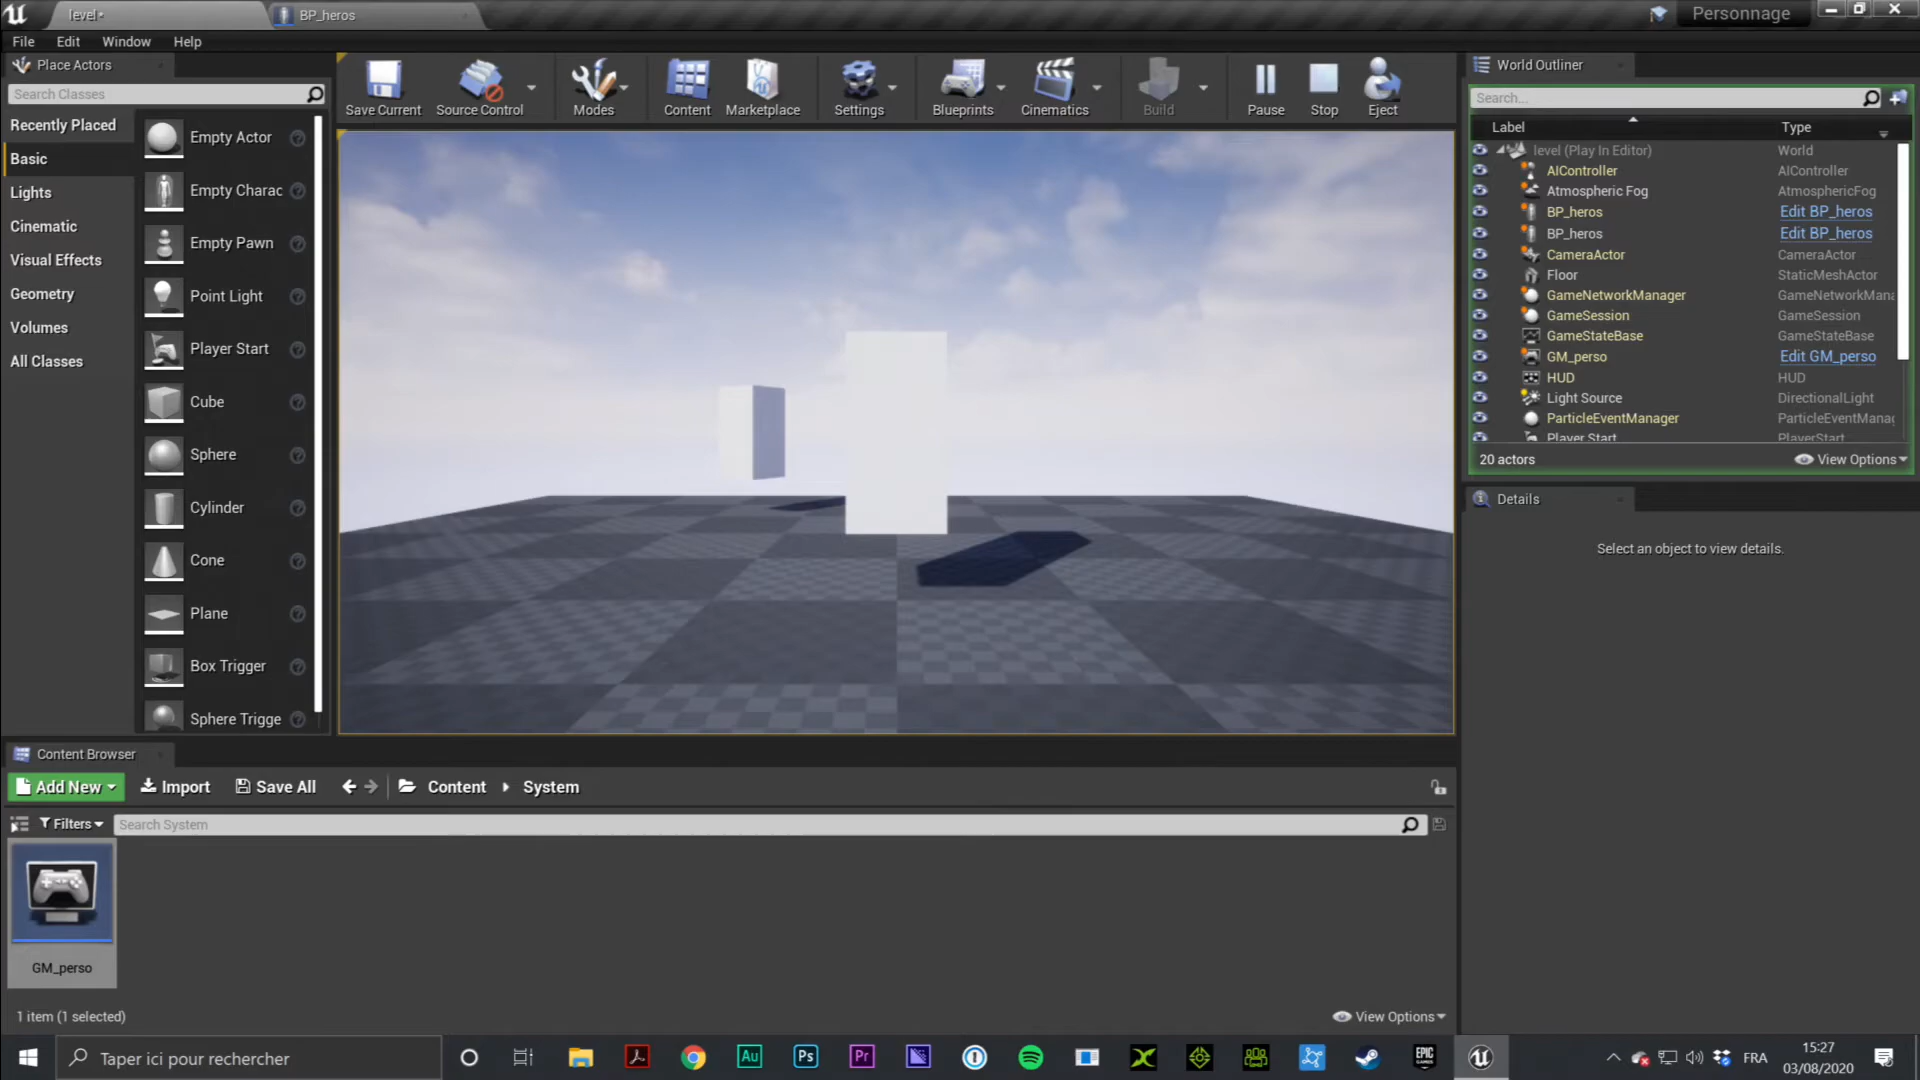 level•
BP_heros
Personnage
File Edit Window Help
Place Actors
Search Classes
Recently Placed
Basic
Lights
Cinematic
Visual Effects
Geometry
Volumes
All Classes
Empty Actor
Empty Charac
Empty Pawn
Point Light
Player Start
Cube
Sphere
Cylinder
Cone
Plane
Box Trigger
Sphere Trigge
Save Current
Source Control
Modes
Content
Marketplace
Settings
Blueprints
Cinematics
Build
Pause
Stop
Eject
World Outliner
Search...
Label Type
level (Play In Editor) World
AIController AIController
Atmospheric Fog AtmosphericFog
BP_heros Edit BP_heros
BP_heros Edit BP_heros
CameraActor CameraActor
Floor StaticMeshActor
GameNetworkManager GameNetworkMana
GameSession GameSession
GameStateBase GameStateBase
GM_perso Edit GM_perso
HUD HUD
Light Source DirectionalLight
ParticleEventManager ParticleEventManag
Player Start PlayerStart
20 actors View Options
Details
Select an object to view details.
Content Browser
Add New Import Save All Content System
Filters Search System
GM_perso
1 item (1 selected) View Options
Taper ici pour rechercher
Au
Ps
Pr
EPIC
GAMES
FRA
15:27
03/08/2020